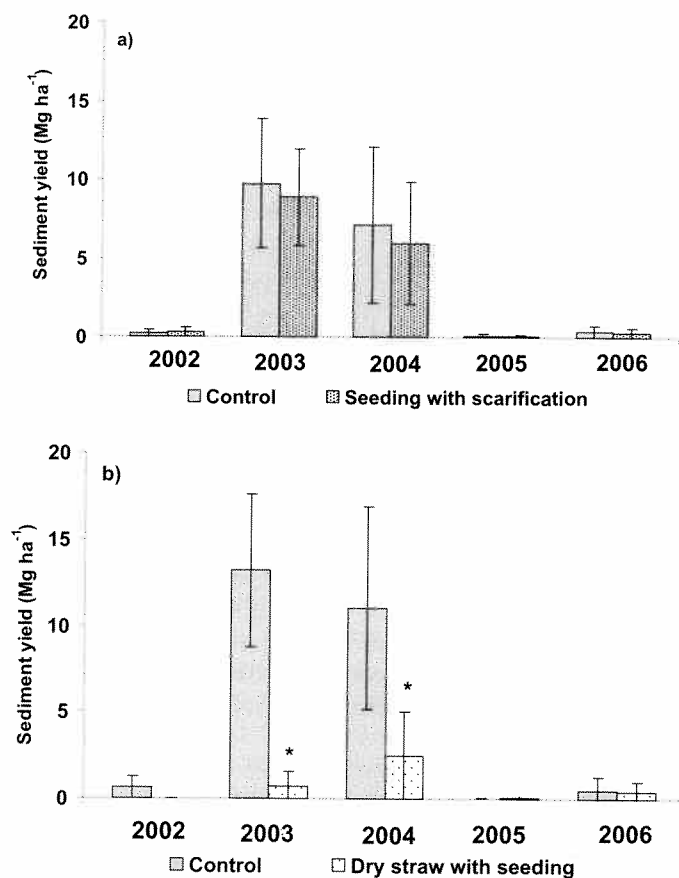 20
a)
15
10
5
0
Sediment yield (Mg ha⁻¹)
2002 2003 2004 2005 2006
Control Seeding with scarification
20
b)
15
10
*
5
*
0
Sediment yield (Mg ha⁻¹)
2002 2003 2004 2005 2006
Control Dry straw with seeding